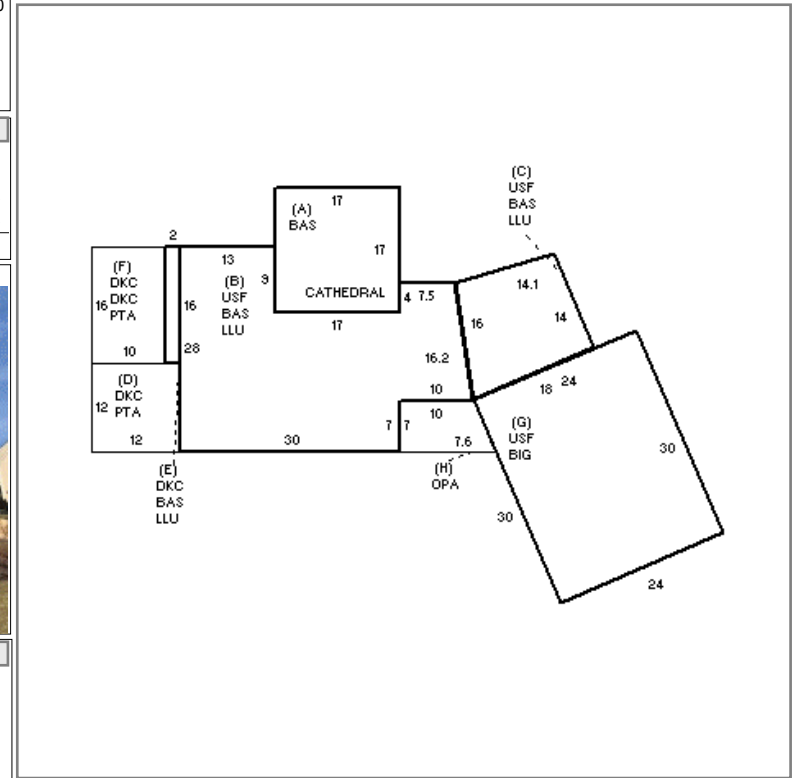 (C)
USF
BAS
LLU
17
(A)
BAS
17
CATHEDRAL
17
2
13
9
(B)
USF
BAS
LLU
16
28
(F)
DKC
DKC
PTA
16
10
(D)
DKC
PTA
12
12
4 7.5
16
14.1
14
16.2
10
10
7 7
30
7.6
18 24
(G)
USF
BIG
30
30
24
(H)
OPA
(E)
DKC
BAS
LLU